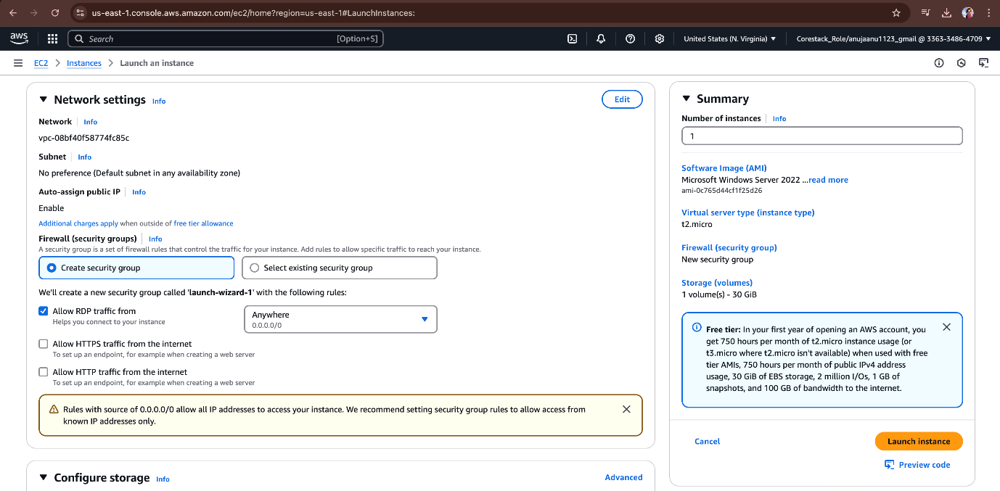 us-east-1.console.aws.amazon.com/ec2/home?region=us-east-1#LaunchInstances:
aws
Search
[Option+S]
United States (N. Virginia)
Corestack_Role/anujaanu1123_gmail @ 3363-3486-4709
EC2
Instances
Launch an instance
Network settings Info
Edit
Network Info
vpc-08bf40f58774fc85c
Subnet Info
No preference (Default subnet in any availability zone)
Auto-assign public IP Info
Enable
Additional charges apply when outside of free tier allowance
Firewall (security groups) Info
A security group is a set of firewall rules that control the traffic for your instance. Add rules to allow specific traffic to reach your instance.
Create security group
Select existing security group
We'll create a new security group called 'launch-wizard-1' with the following rules:
Allow RDP traffic from
Helps you connect to your instance
Anywhere
0.0.0.0/0
Allow HTTPS traffic from the internet
To set up an endpoint, for example when creating a web server
Allow HTTP traffic from the internet
To set up an endpoint, for example when creating a web server
Rules with source of 0.0.0.0/0 allow all IP addresses to access your instance. We recommend setting security group rules to allow access from
known IP addresses only.
Configure storage Info
Advanced
Summary
Number of instances Info
1
Software Image (AMI)
Microsoft Windows Server 2022 ...read more
ami-0c765d44cf1f25d26
Virtual server type (instance type)
t2.micro
Firewall (security group)
New security group
Storage (volumes)
1 volume(s) - 30 GiB
Free tier: In your first year of opening an AWS account, you
get 750 hours per month of t2.micro instance usage (or
t3.micro where t2.micro isn't available) when used with free
tier AMIs, 750 hours per month of public IPv4 address
usage, 30 GiB of EBS storage, 2 million I/Os, 1 GB of
snapshots, and 100 GB of bandwidth to the internet.
Cancel
Launch instance
Preview code